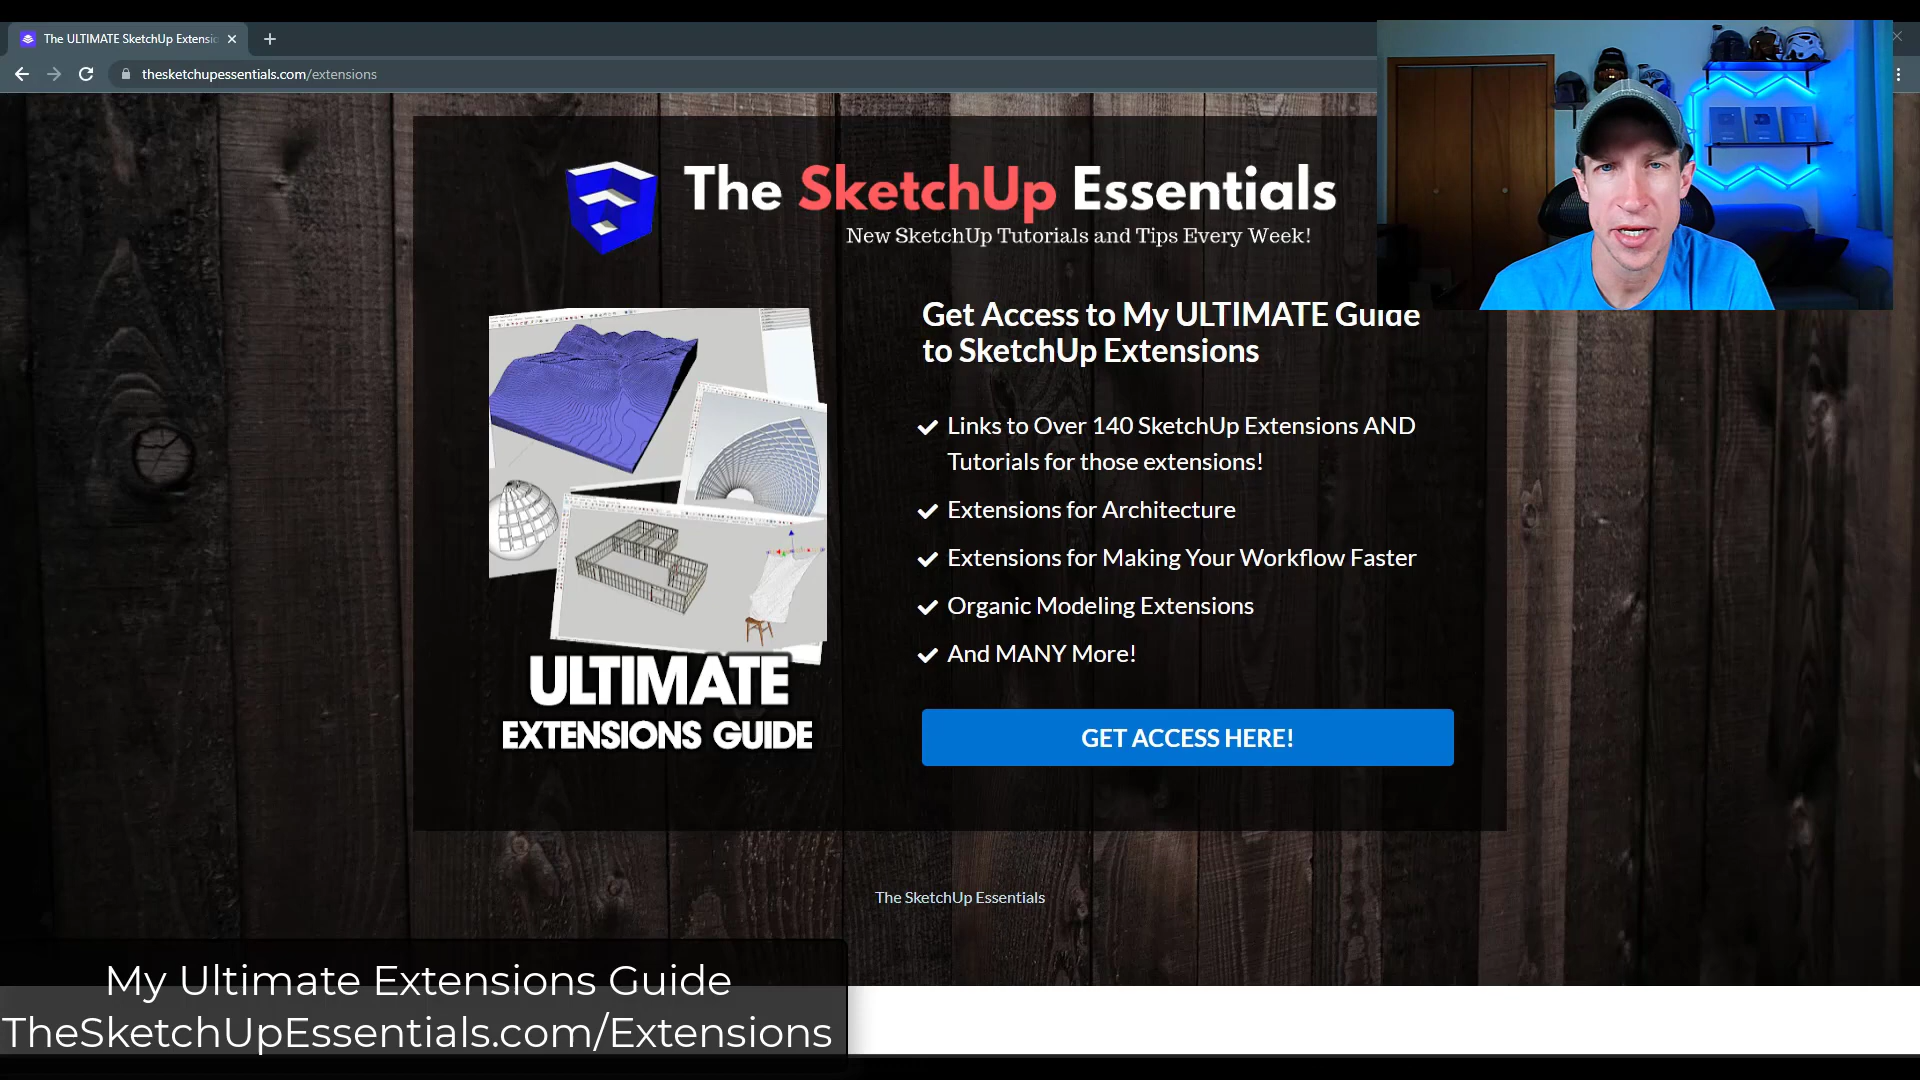 The ULTIMATE SketchUp Extensio
thesketchupessentials.com/extensions
The SketchUp Essentials
New SketchUp Tutorials and Tips Every Week!
Get Access to My ULTIMATE Guide
to SketchUp Extensions
Links to Over 140 SketchUp Extensions AND
Tutorials for those extensions!
Extensions for Architecture
Extensions for Making Your Workflow Faster
Organic Modeling Extensions
And MANY More!
ULTIMATE
EXTENSIONS GUIDE
GET ACCESS HERE!
The SketchUp Essentials
My Ultimate Extensions Guide
TheSketchUpEssentials.com/Extensions